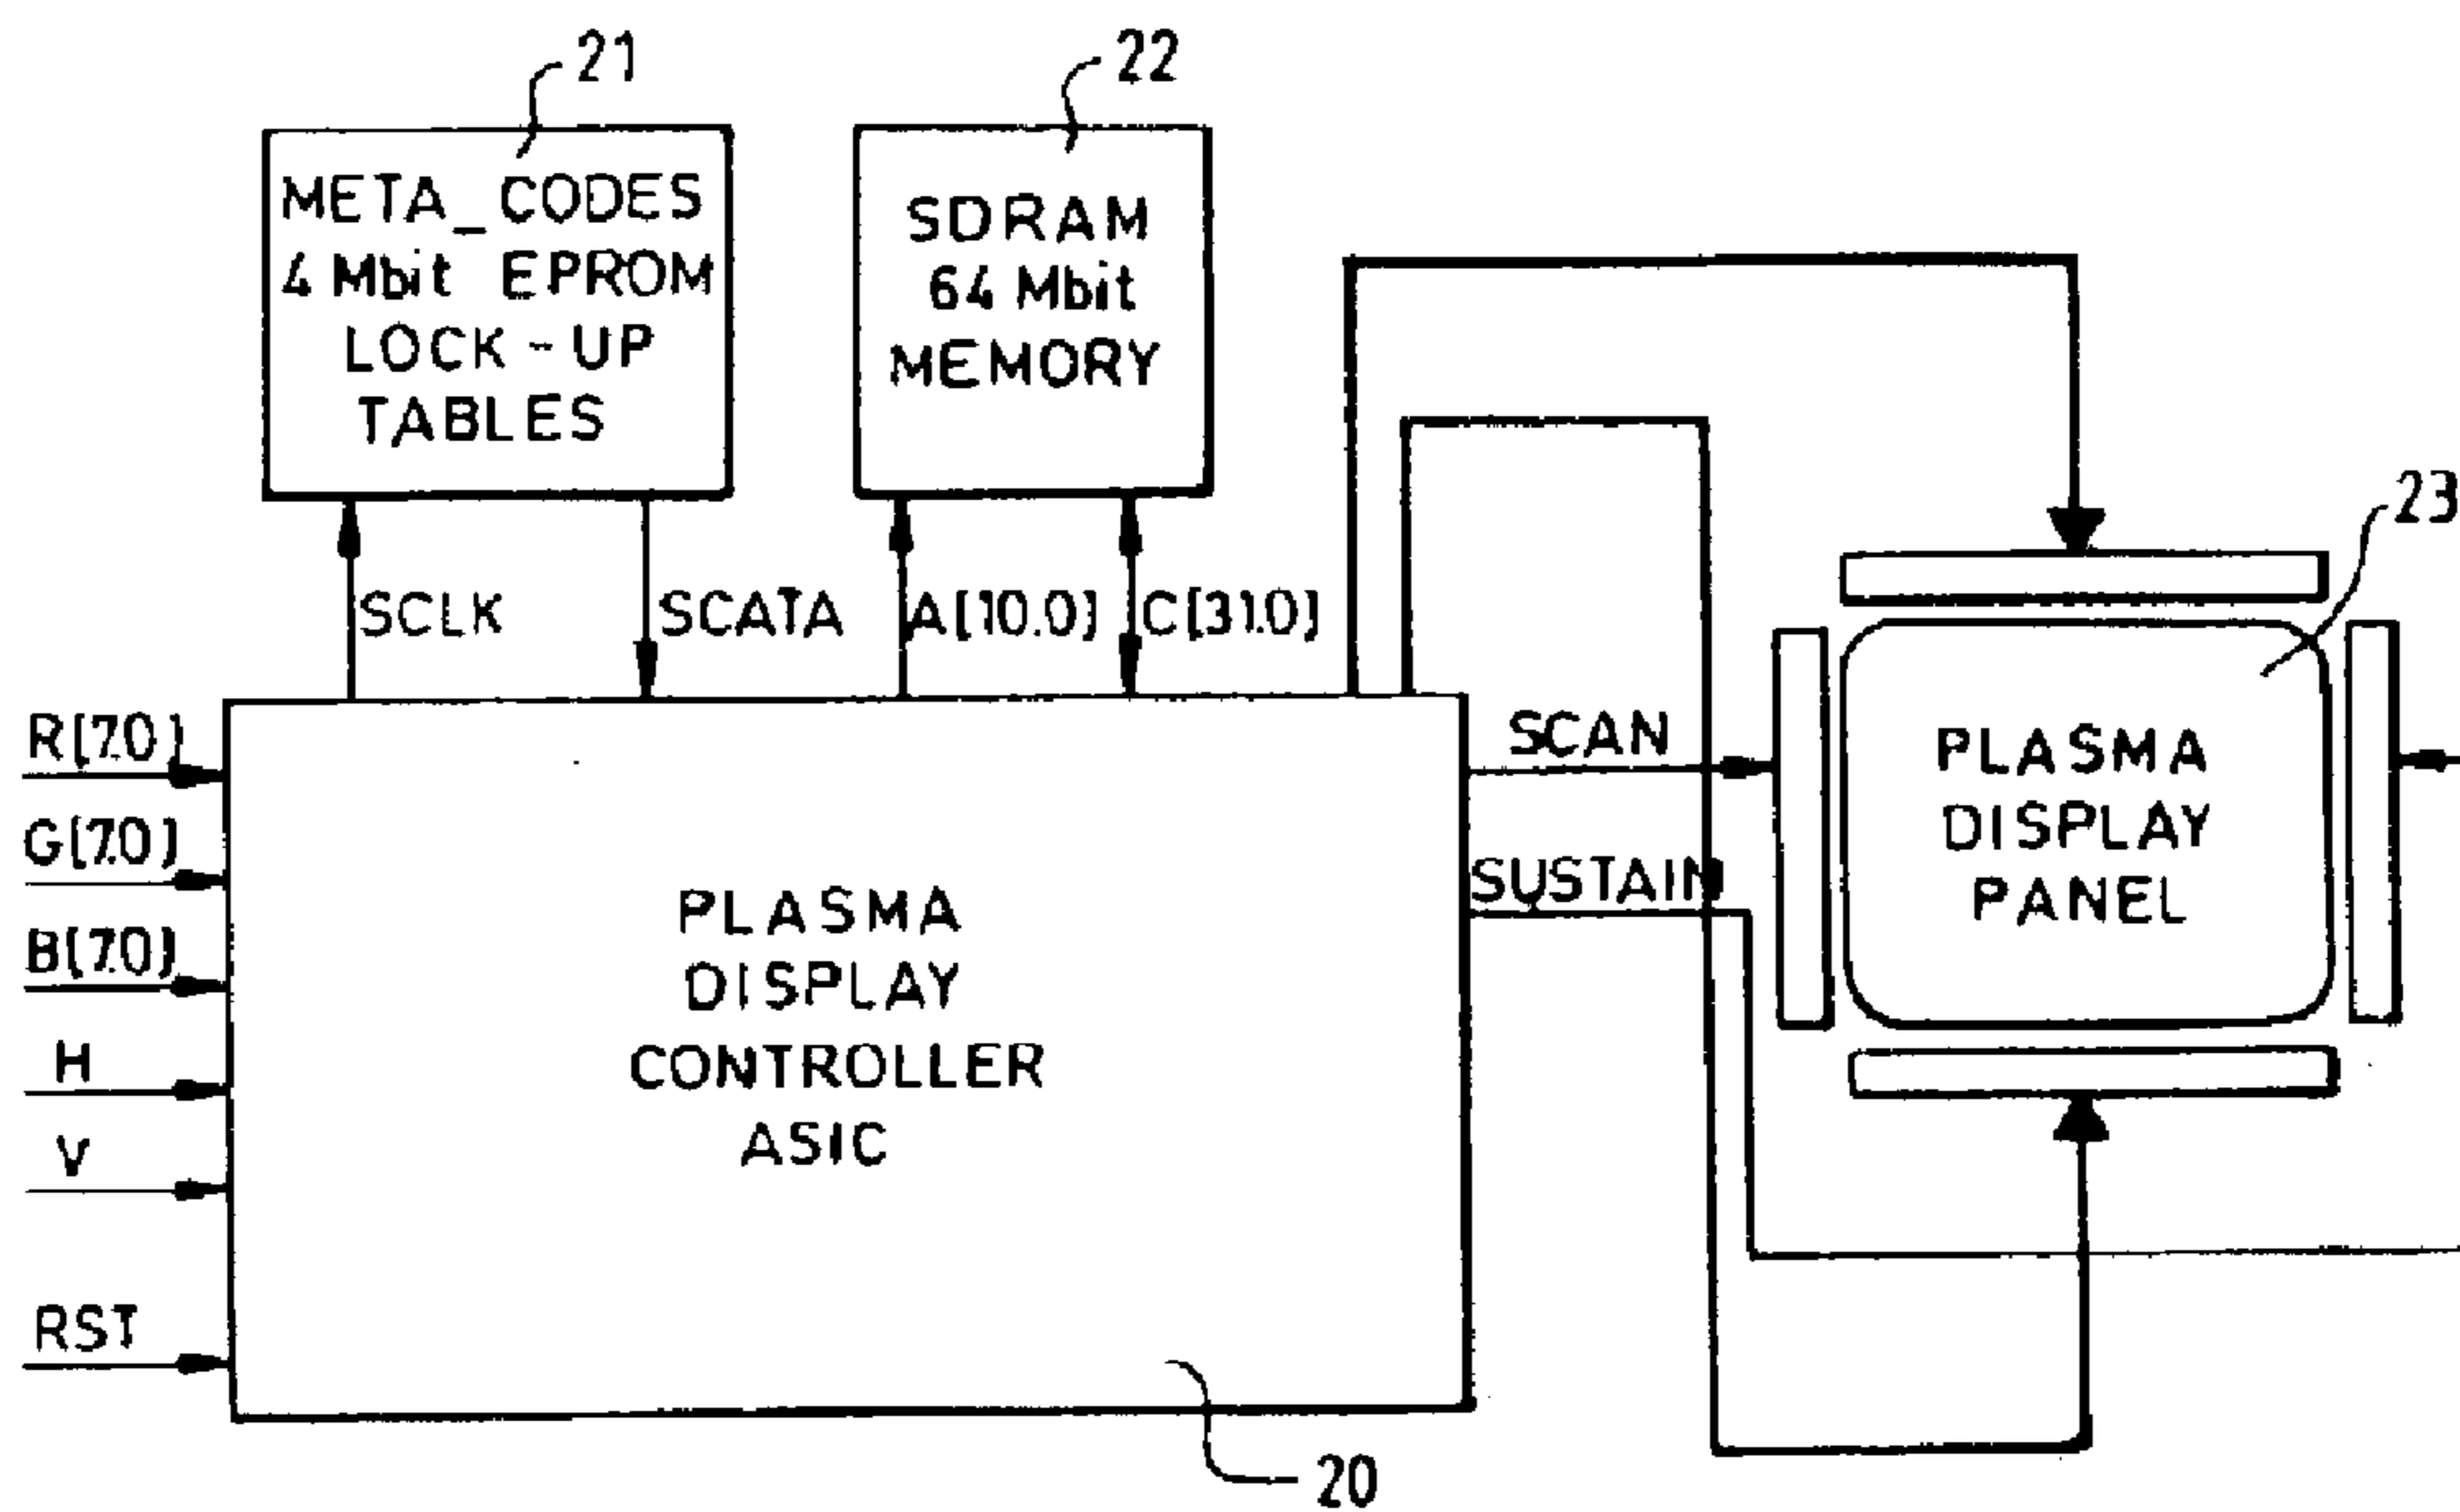 21
22
META_CODES
4 Mbit EPROM
LOCK-UP
TABLES
SDRAM
64 Mbit
MEMORY
23
SCLK
SCATA
A[10.0]
C[31.0]
R[7.0]
G[7.0]
B[7.0]
H
V
RST
PLASMA
DISPLAY
CONTROLLER
ASIC
SCAN
SUSTAIN
PLASMA
DISPLAY
PANEL
20